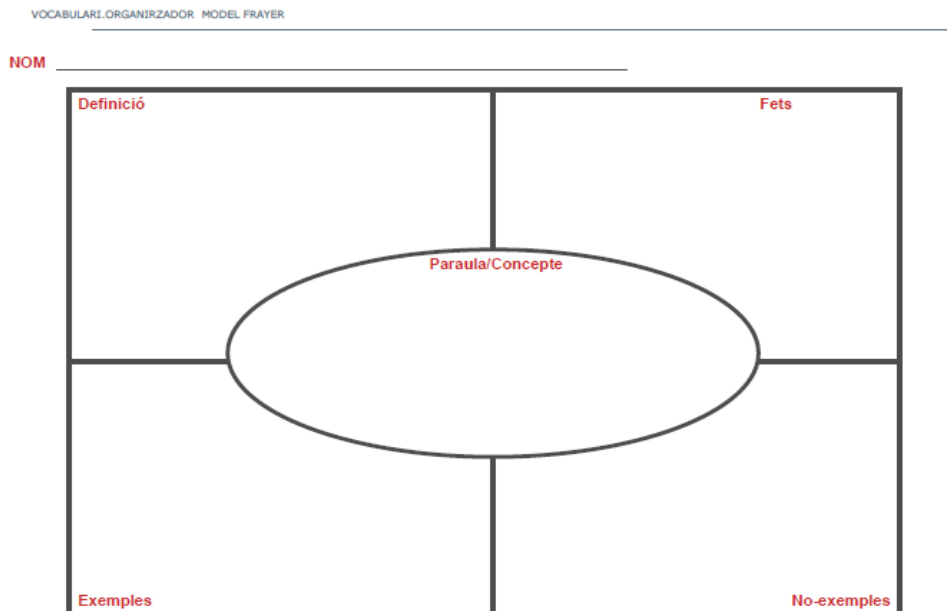 VOCABULARI.ORGANIRZADOR MODEL FRAYER
NOM
Definició
Fets
Paraula/Concepte
Exemples
No-exemples